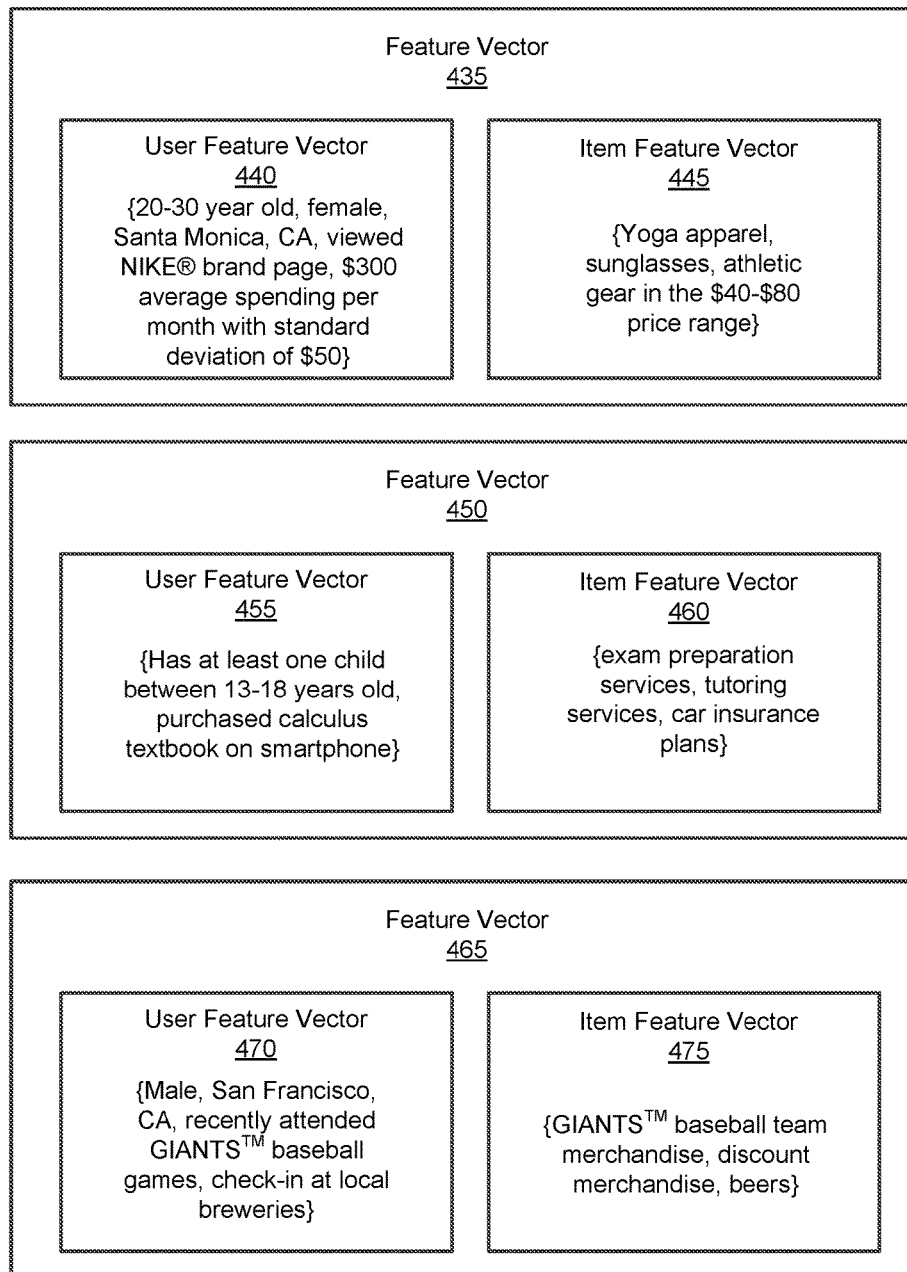 Feature Vector
435
User Feature Vector
440
{20-30 year old, female,
Santa Monica, CA, viewed
NIKE® brand page, $300
average spending per
month with standard
deviation of $50}
Item Feature Vector
445
{Yoga apparel,
sunglasses, athletic
gear in the $40-$80
price range}
Feature Vector
450
User Feature Vector
455
{Has at least one child
between 13-18 years old,
purchased calculus
textbook on smartphone}
Item Feature Vector
460
{exam preparation
services, tutoring
services, car insurance
plans}
Feature Vector
465
User Feature Vector
470
{Male, San Francisco,
CA, recently attended
GIANTS™ baseball
games, check-in at local
breweries}
Item Feature Vector
475
{GIANTS™ baseball team
merchandise, discount
merchandise, beers}